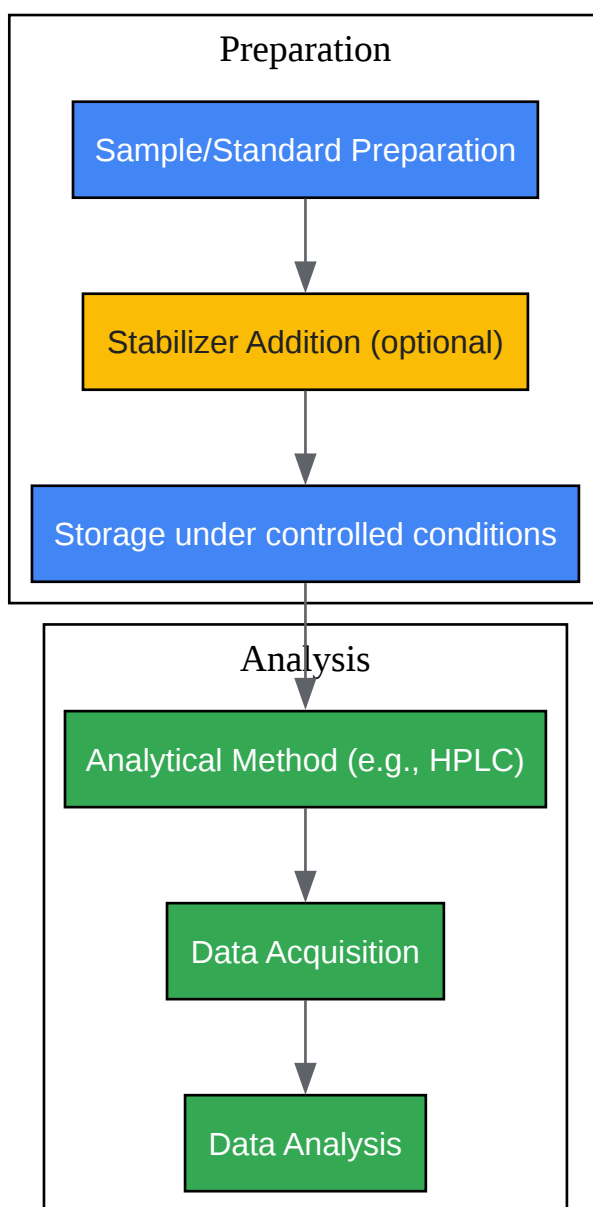 Preparation
Sample/Standard Preparation
Stabilizer Addition (optional)
Storage under controlled conditions
Analysis
Analytical Method (e.g., HPLC)
Data Acquisition
Data Analysis